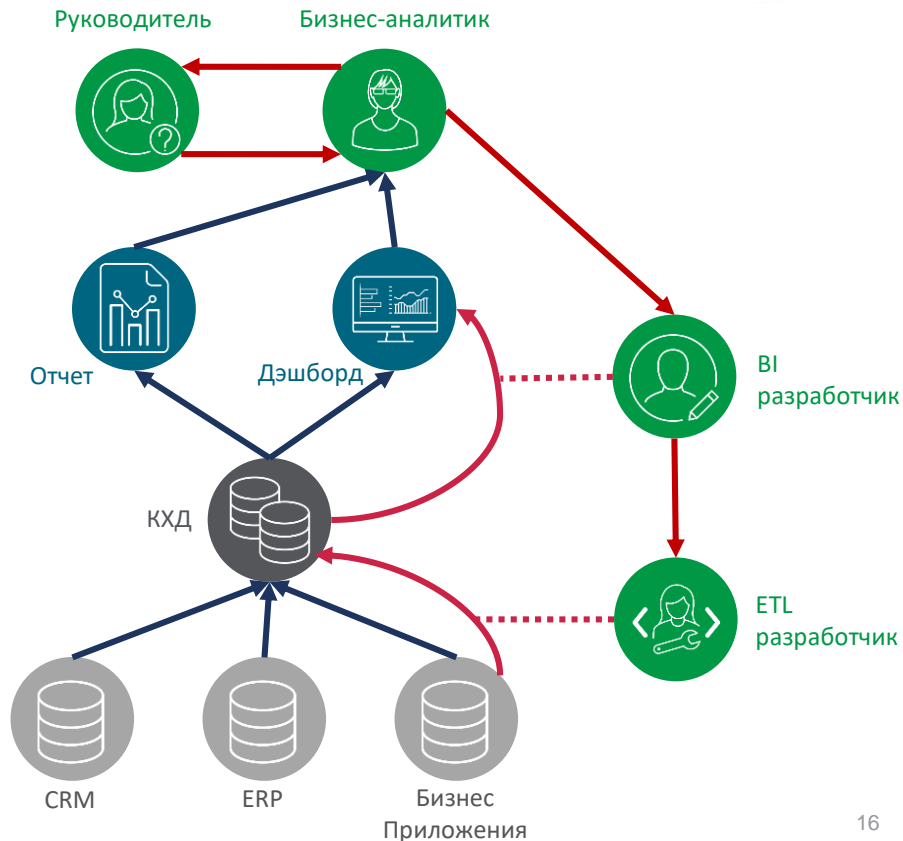 Руководитель
Бизнес-аналитик
?
Отчет
Дэшборд
BI
разработчик
КХД
ETL
разработчик
CRM
ERP
Бизнес
Приложения
16